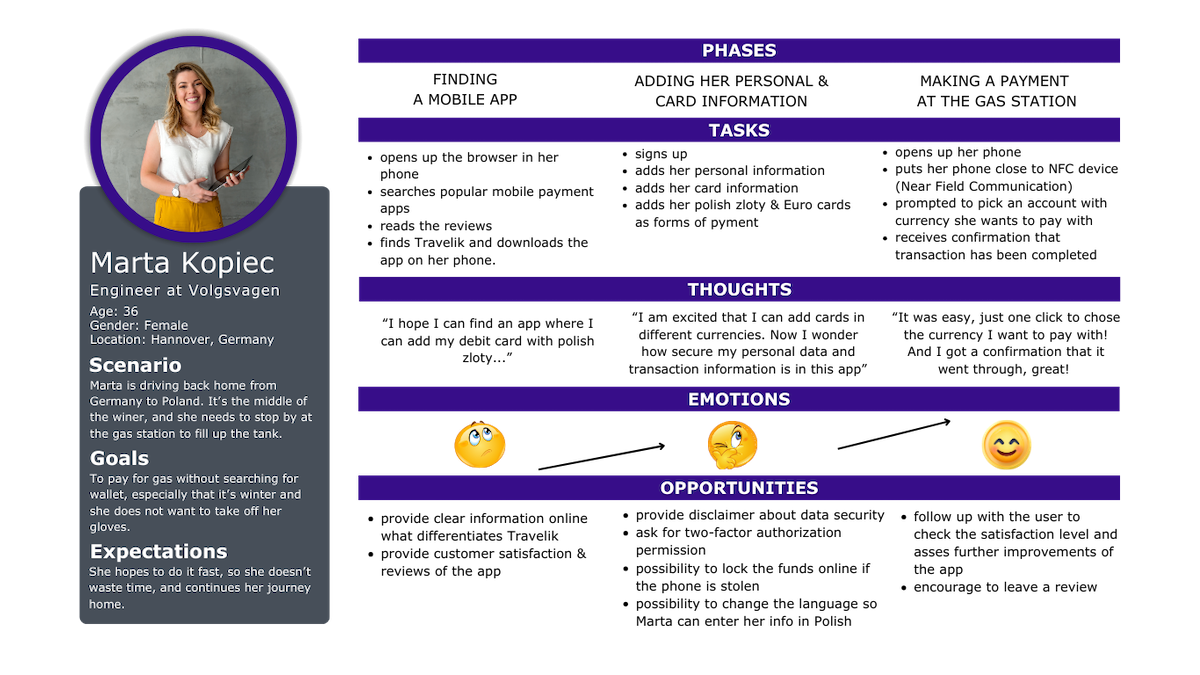 Marta Kopiec
Engineer at Volgsvagen
Age: 36
Gender: Female
Location: Hannover, Germany
Scenario
Marta is driving back home from
Germany to Poland. It's the middle of
the winer, and she needs to stop by at
the gas station to fill up the tank.
Goals
To pay for gas without searching for
wallet, especially that it's winter and
she does not want to take off her
gloves.
Expectations
She hopes to do it fast, so she doesn't
waste time, and continues her journey
home.
PHASES
FINDING
A MOBILE APP
ADDING HER PERSONAL &
CARD INFORMATION
MAKING A PAYMENT
AT THE GAS STATION
TASKS
• opens up the browser in her
phone
• searches popular mobile payment
apps
• reads the reviews
• finds Travelik and downloads the
app on her phone.
• signs up
• adds her personal information
• adds her card information
• adds her polish zloty & Euro cards
as forms of pyment
• opens up her phone
• puts her phone close to NFC device
(Near Field Communication)
• prompted to pick an account with
currency she wants to pay with
• receives confirmation that
transaction has been completed
THOUGHTS
“I hope I can find an app where I
can add my debit card with polish
zloty...”
“I am excited that I can add cards in
different currencies. Now I wonder
how secure my personal data and
transaction information is in this app”
“It was easy, just one click to chose
the currency I want to pay with!
And I got a confirmation that it
went through, great!
EMOTIONS
OPPORTUNITIES
• provide clear information online
what differentiates Travelik
• provide customer satisfaction &
reviews of the app
• provide disclaimer about data security
• ask for two-factor authorization
permission
• possibility to lock the funds online if
the phone is stolen
• possibility to change the language so
Marta can enter her info in Polish
• follow up with the user to
check the satisfaction level and
asses further improvements of
the app
• encourage to leave a review